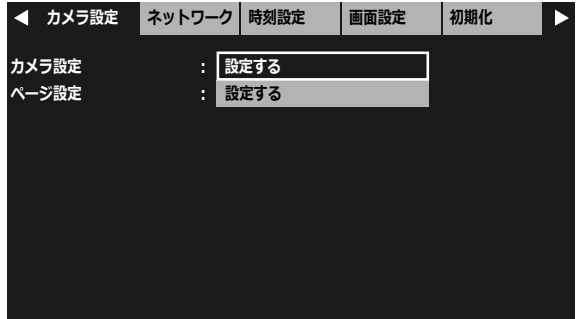 ◀ カメラ設定 ネットワーク 時刻設定 画面設定 初期化 ▶
カメラ設定 : 設定する
ページ設定 : 設定する